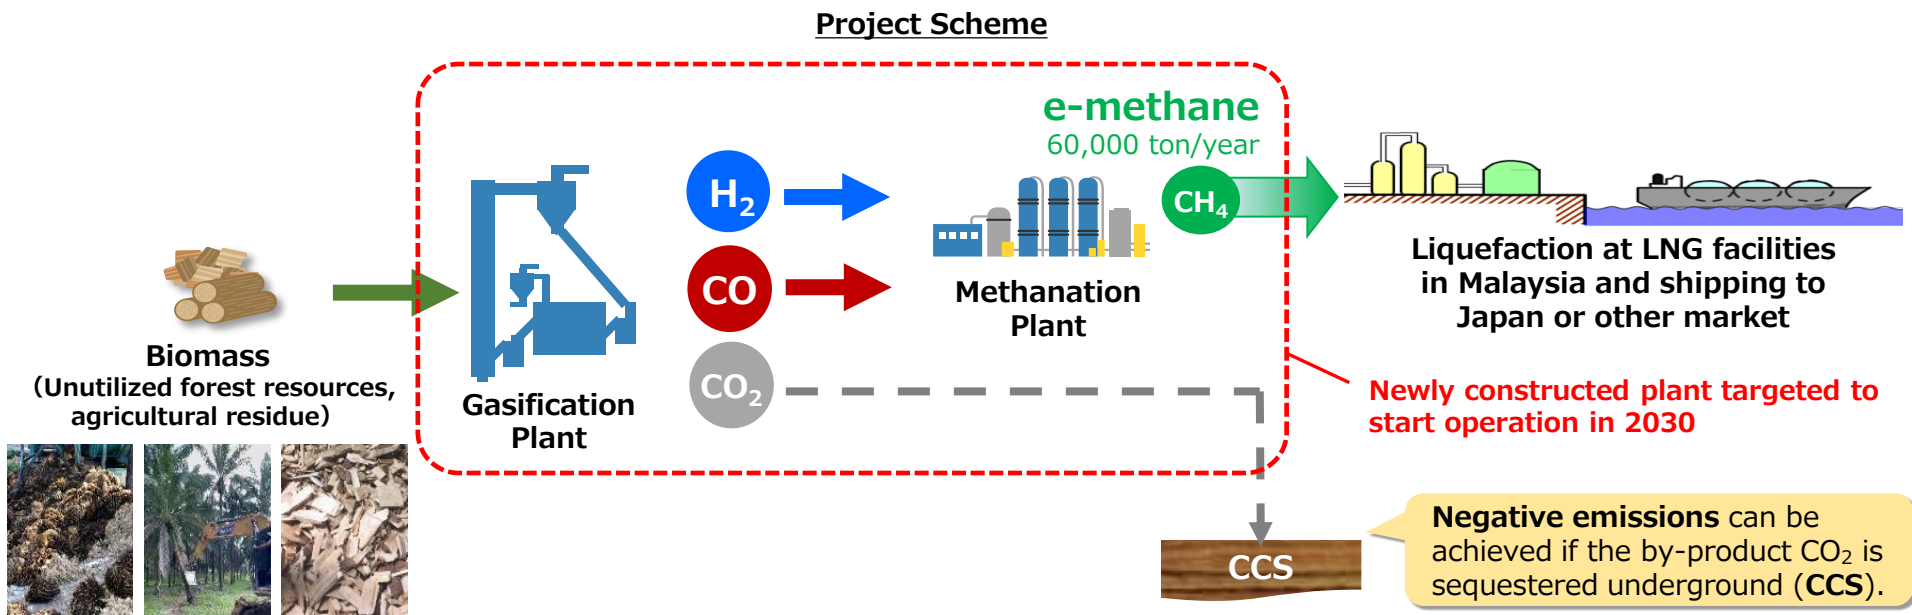 Project Scheme
e-methane
60,000 ton/year
H2
CH4
CO
CO2
Biomass
(Unutilized forest resources,
agricultural residue)
Gasification
Plant
Methanation
Plant
Liquefaction at LNG facilities
in Malaysia and shipping to
Japan or other market
Newly constructed plant targeted to
start operation in 2030
CCS
Negative emissions can be
achieved if the by-product CO2 is
sequestered underground (CCS).